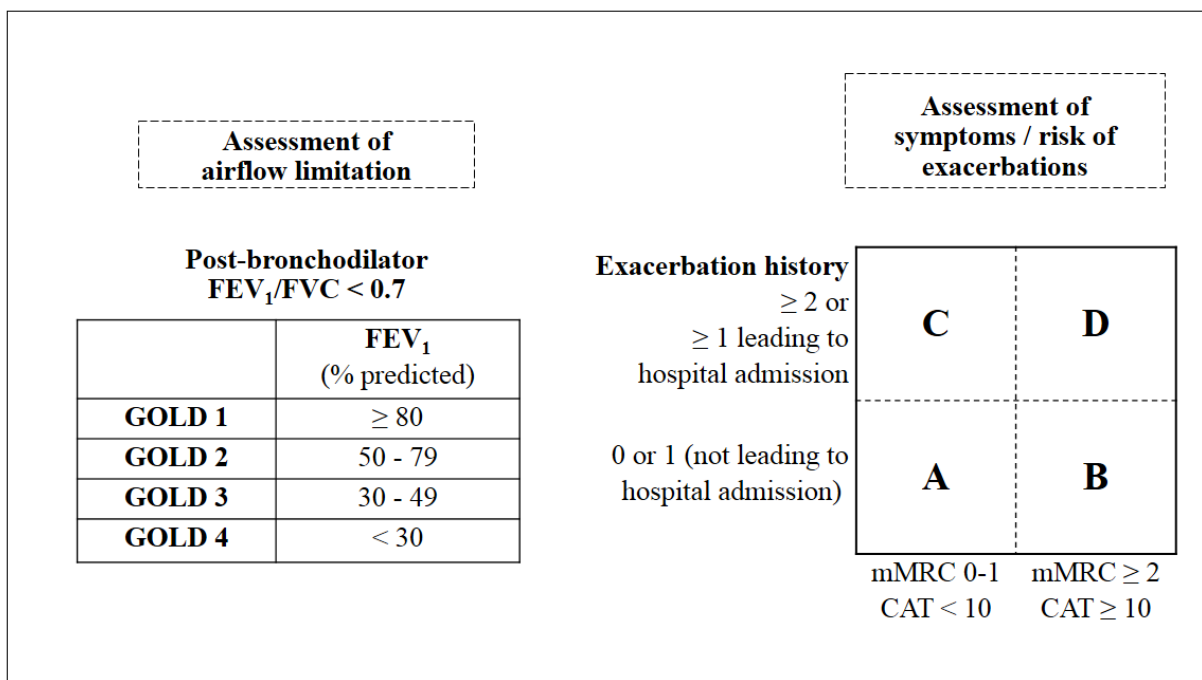 Assessment of
airflow limitation
Post-bronchodilator
FEV₁/FVC < 0.7
FEV₁
(% predicted)
GOLD 1 ≥ 80
GOLD 2 50 - 79
GOLD 3 30 - 49
GOLD 4 < 30
Assessment of
symptoms / risk of
exacerbations
Exacerbation history
≥ 2 or
≥ 1 leading to
hospital admission
C D
0 or 1 (not leading to
hospital admission)
A B
mMRC 0-1 mMRC ≥ 2
CAT < 10 CAT ≥ 10